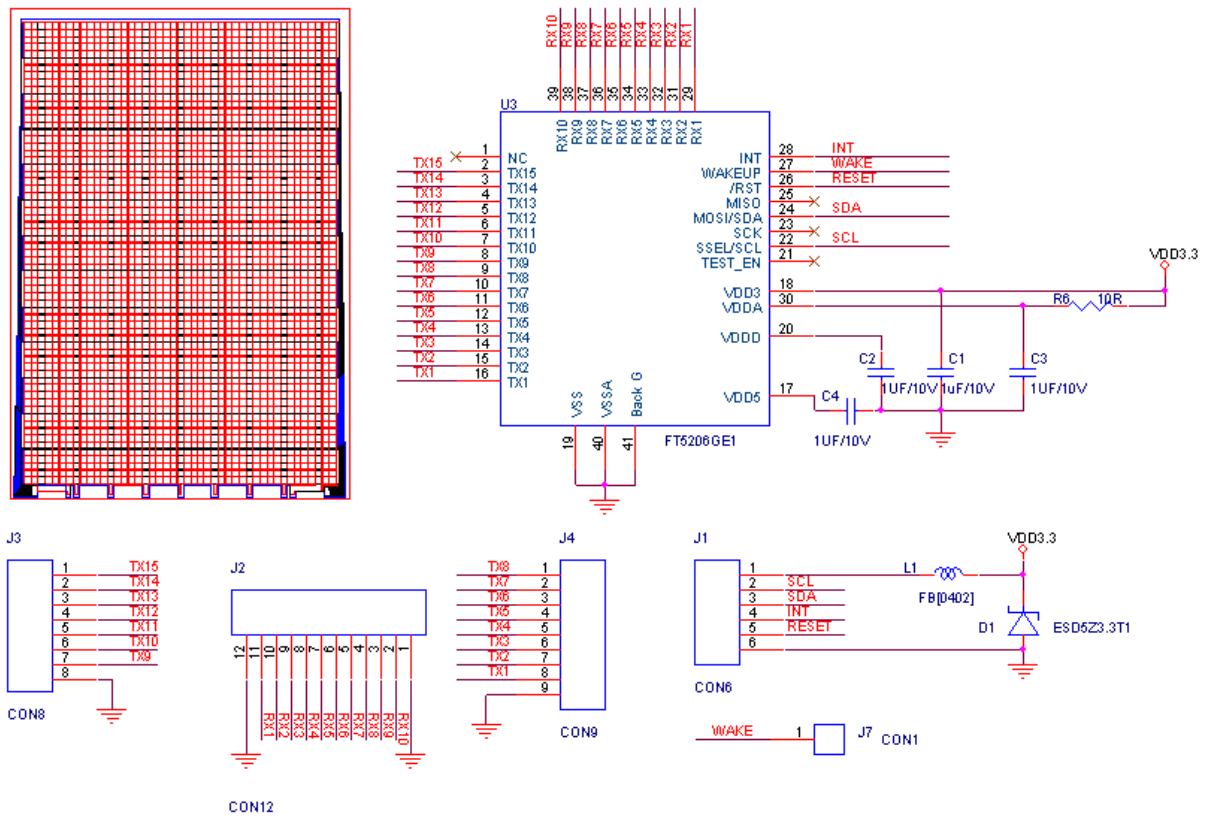 RX10 RX9 RX8 RX7 RX6 RX5 RX4 RX3 RX2 RX1
39 38 37 36 35 34 33 32 31 29
U3
RX10 RX9 RX8 RX7 RX6 RX5 RX4 RX3 RX2 RX1
1 NC
TX15 2 TX15
TX14 3 TX14
TX13 4 TX13
TX12 5 TX12
TX11 6 TX11
TX10 7 TX10
TX9 8 TX9
TX8 9 TX8
TX7 10 TX7
TX6 11 TX6
TX5 12 TX5
TX4 13 TX4
TX3 14 TX3
TX2 15 TX2
TX1 16 TX1
INT 28 INT
WAKEUP 27 WAKE
/RST 26 RESET
MISO 25
MOSI/SDA 24 SDA
SCK 23
SSEL/SCL 22 SCL
TEST_EN 21
VDD3 18
VDDA 30
VDDD 20
VDD5 17
VDD3.3
R6 10R
C2 C1 C3
1UF/10V 1uF/10V 1UF/10V
C4
1UF/10V
VSS VSSA Back G
19 40 41
FT5206GE1
J3
1 TX15
2 TX14
3 TX13
4 TX12
5 TX11
6 TX10
7 TX9
8
CON8
J2
12 11 10 9 8 7 6 5 4 3 2 1
RX1 RX2 RX3 RX4 RX5 RX6 RX7 RX8 RX9 RX10
CON12
J4
TX8 1
TX7 2
TX6 3
TX5 4
TX4 5
TX3 6
TX2 7
TX1 8
9
CON9
J1
1
2 SCL
3 SDA
4 INT
5 RESET
6
CON6
VDD3.3
L1
FB[0402]
D1 ESD5Z3.3T1
WAKE 1 J7 CON1